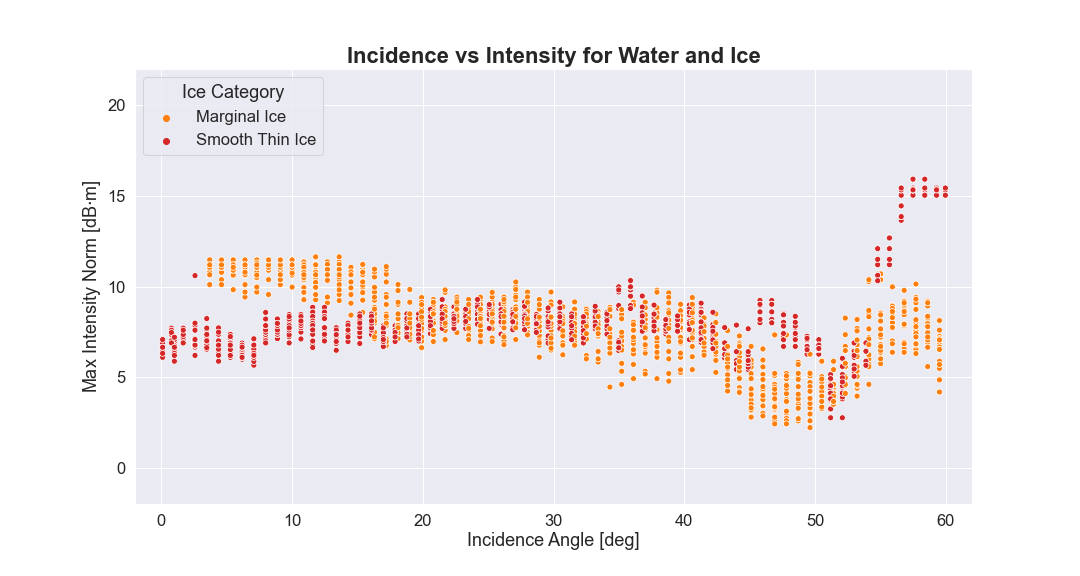 Incidence vs Intensity for Water and Ice
Ice Category
Marginal Ice
Smooth Thin Ice
Max Intensity Norm [dB·m]
20
15
10
5
0
0 10 20 30 40 50 60
Incidence Angle [deg]